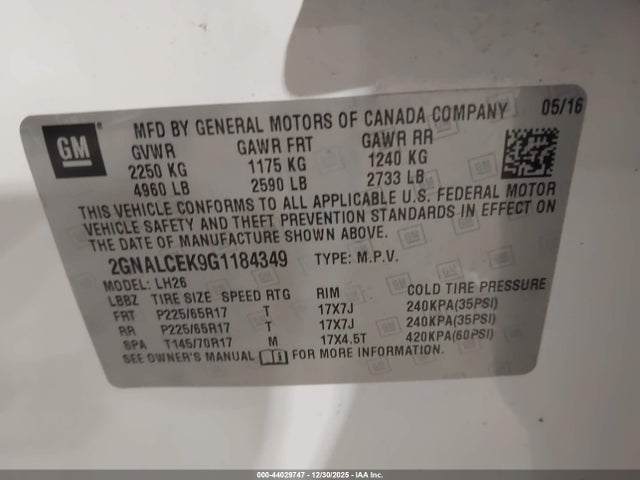 GM
MFD BY GENERAL MOTORS OF CANADA COMPANY 05/16
GVWR GAWR FRT GAWR RR
2250 KG 1175 KG 1240 KG
4960 LB 2590 LB 2733 LB
THIS VEHICLE CONFORMS TO ALL APPLICABLE U.S. FEDERAL MOTOR
VEHICLE SAFETY AND THEFT PREVENTION STANDARDS IN EFFECT ON
THE DATE OF MANUFACTURE SHOWN ABOVE.
2GNALCEK9G1184349 TYPE: M.P.V.
MODEL: LH26
LBBZ TIRE SIZE SPEED RTG RIM COLD TIRE PRESSURE
FRT P225/65R17 T 17X7J 240KPA(35PSI)
RR P225/65R17 T 17X7J 240KPA(35PSI)
SPA T145/70R17 M 17X4.5T 420KPA(60PSI)
SEE OWNER'S MANUAL FOR MORE INFORMATION.
000-44029747 - 12/30/2025 - IAA Inc.